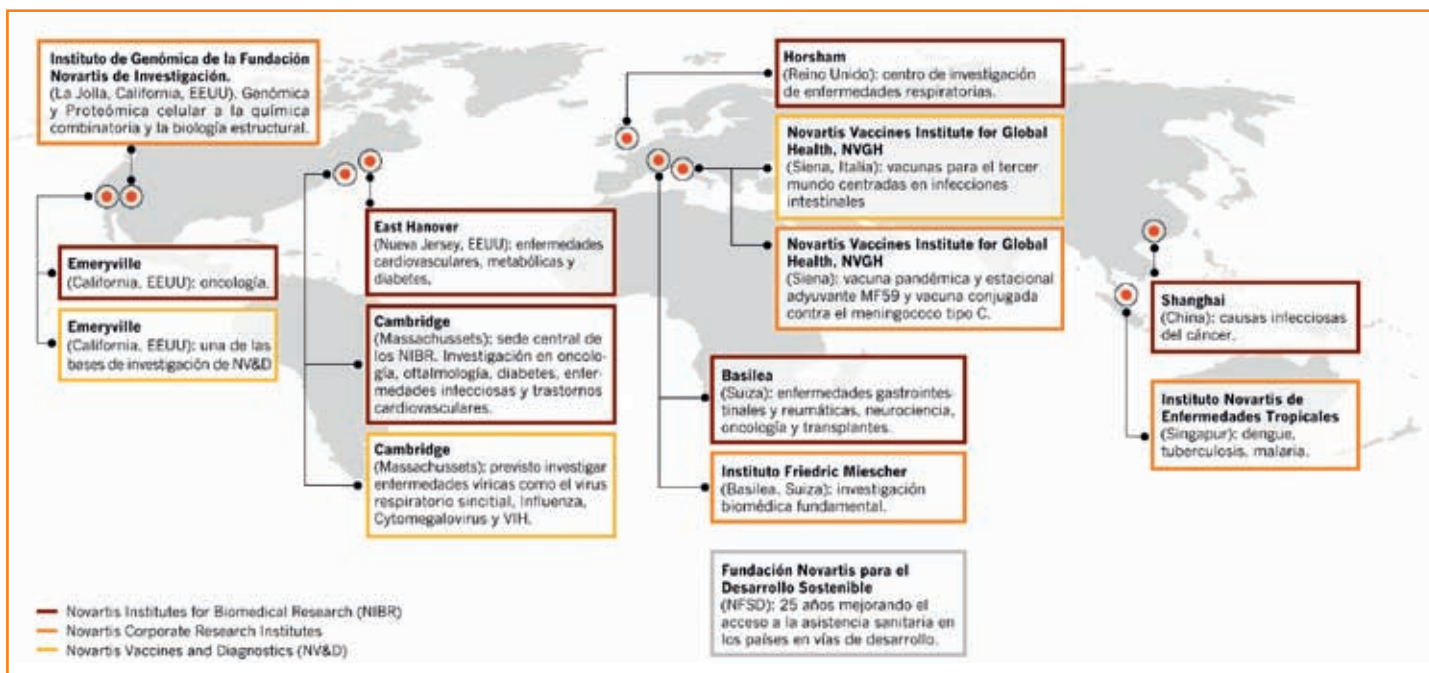 Instituto de Genómica de la Fundación
Novartis de Investigación.
(La Jolla, California, EEUU). Genómica
y Proteómica celular a la química
combinatoria y la biología estructural.
Emeryville
(California, EEUU): oncología.
Emeryville
(California, EEUU): una de las
bases de investigación de NV&D
East Hanover
(Nueva Jersey, EEUU): enfermedades
cardiovasculares, metabólicas y
diabetes.
Cambridge
(Massachussets): sede central de
los NIBR. Investigación en oncolo-
gía, oftalmología, diabetes, enfer-
medades infecciosas y trastornos
cardiovasculares.
Cambridge
(Massachussets): previsto investigar
enfermedades víricas como el virus
respiratorio sincitial, Influenza,
Cytomegalovirus y VIH.
Horsham
(Reino Unido): centro de investigación
de enfermedades respiratorias.
Novartis Vaccines Institute for Global
Health, NVGH
(Siena, Italia): vacunas para el tercer
mundo centradas en infecciones
intestinales
Novartis Vaccines Institute for Global
Health, NVGH
(Siena): vacuna pandémica y estacional
adyuvante MF59 y vacuna conjugada
contra el meningococo tipo C.
Basilea
(Suiza): enfermedades gastrointes-
tinales y reumáticas, neurociencia,
oncología y transplantes.
Instituto Friedric Miescher
(Basilea, Suiza): investigación
biomédica fundamental.
Fundación Novartis para el
Desarrollo Sostenible
(NFSD): 25 años mejorando el
acceso a la asistencia sanitaria en
los países en vías de desarrollo.
Shanghai
(China): causas infecciosas
del cáncer.
Instituto Novartis de
Enfermedades Tropicales
(Singapur): dengue,
tuberculosis, malaria.
Novartis Institutes for Biomedical Research (NIBR)
Novartis Corporate Research Institutes
Novartis Vaccines and Diagnostics (NV&D)